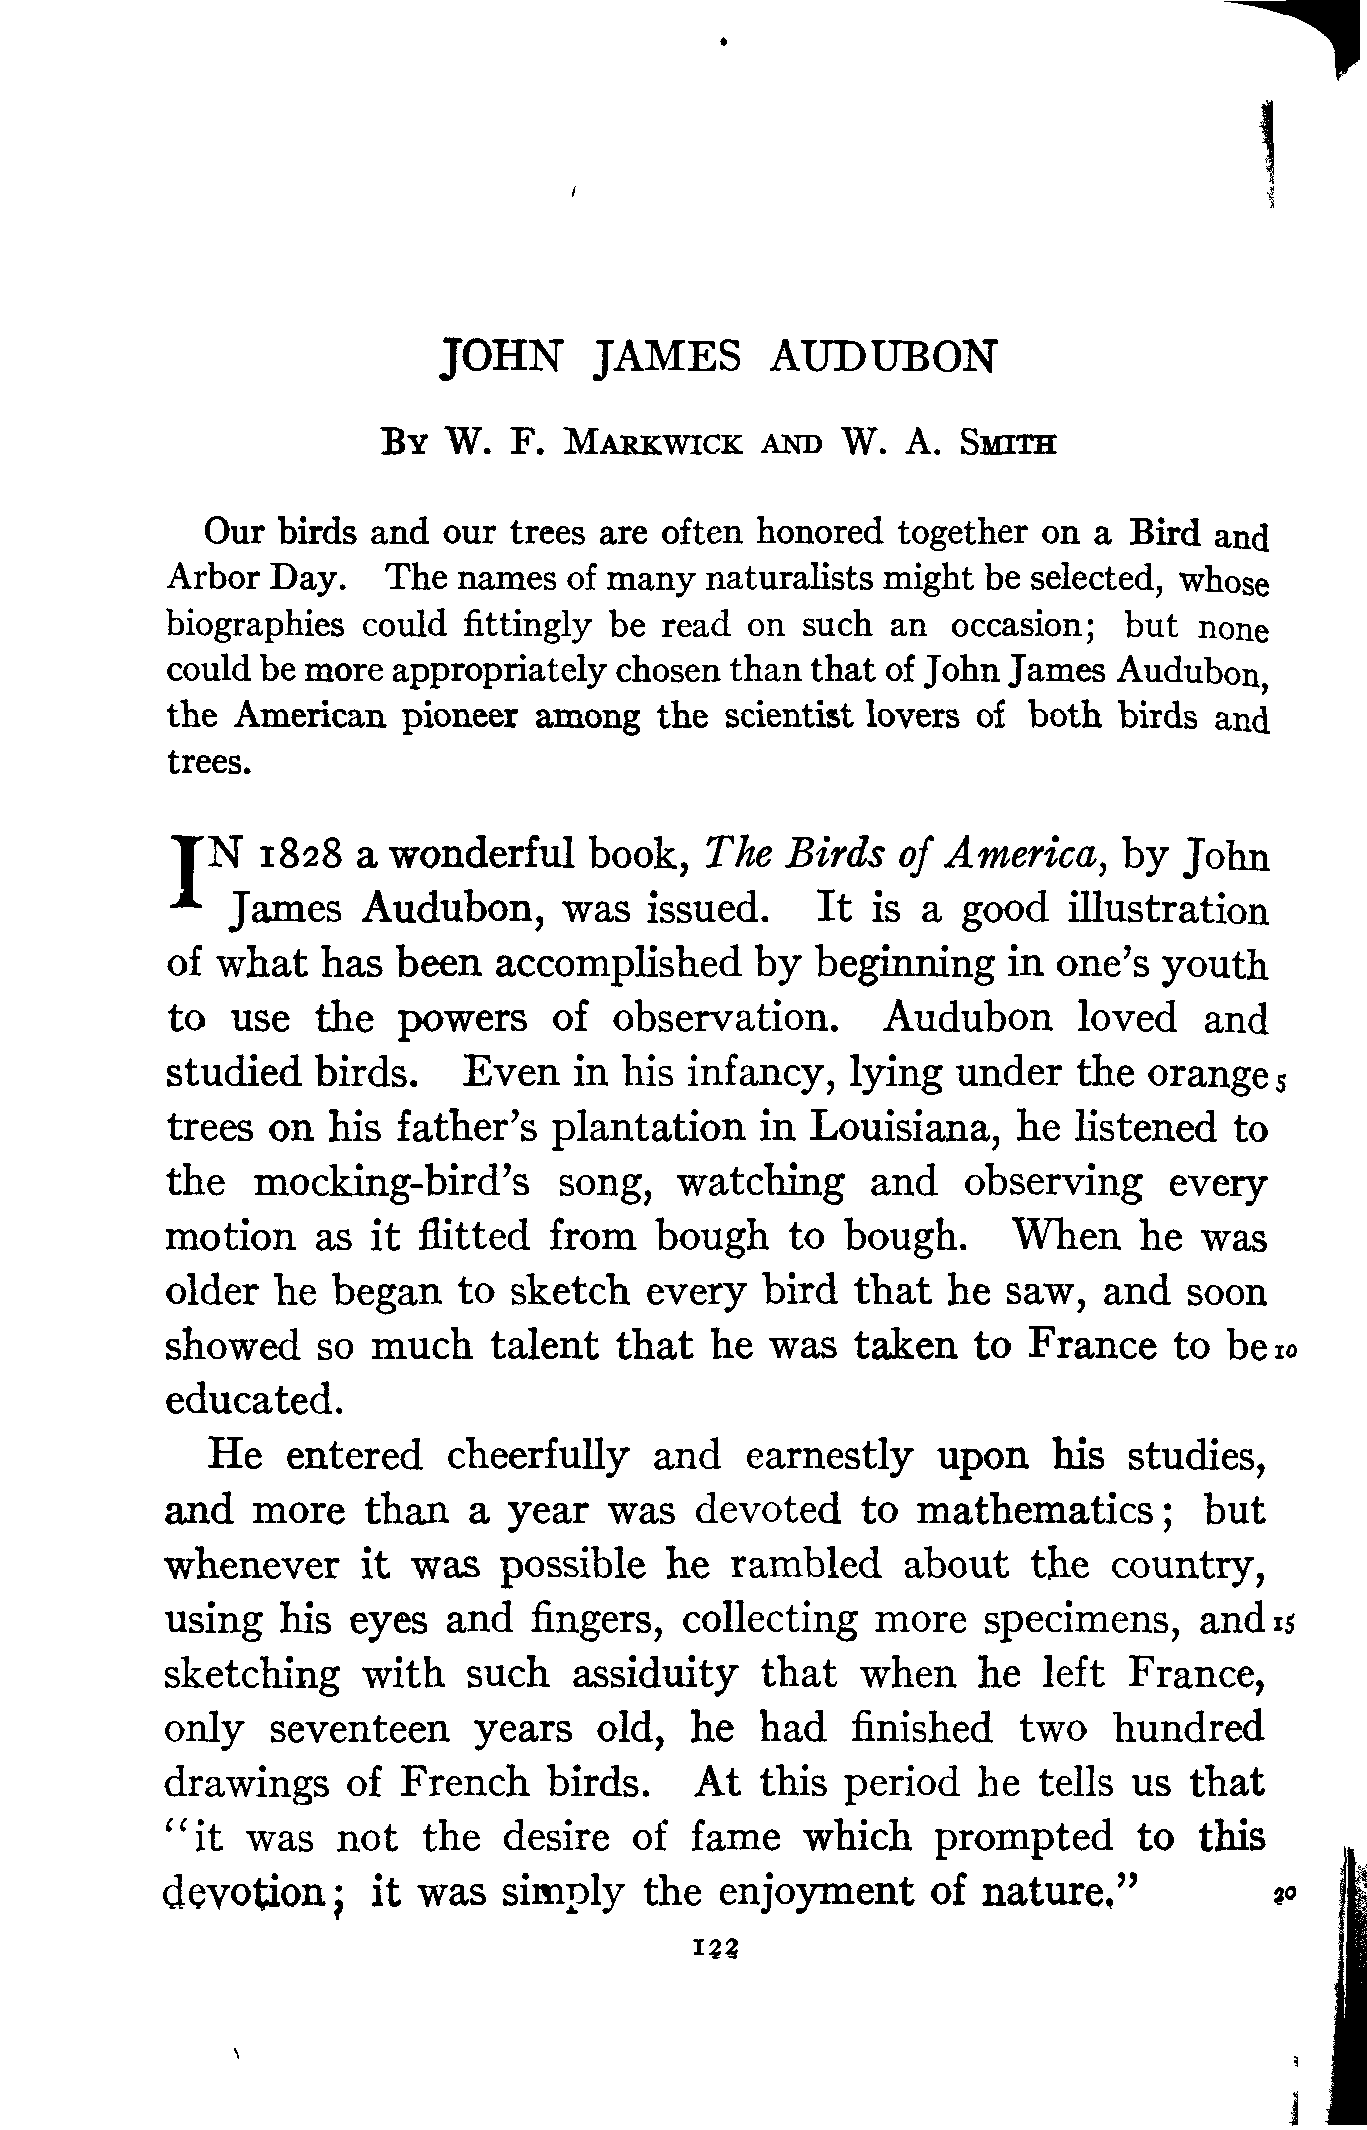 JOHN JAMES AUDUBON
By W. F. Markwick and W. A. Smith
Our birds and our trees are often honored together on a Bird and
Arbor Day. The names of many naturalists might be selected, whose
biographies could fittingly be read on such an occasion; but none
could be more appropriately chosen than that of John James Audubon,
the American pioneer among the scientist lovers of both birds and
trees.
IN 1828 a wonderful book, The Birds of America, by John
James Audubon, was issued. It is a good illustration
of what has been accomplished by beginning in one's youth
to use the powers of observation. Audubon loved and
studied birds. Even in his infancy, lying under the orange 5
trees on his father's plantation in Louisiana, he listened to
the mocking-bird's song, watching and observing every
motion as it flitted from bough to bough. When he was
older he began to sketch every bird that he saw, and soon
showed so much talent that he was taken to France to be 10
educated.
He entered cheerfully and earnestly upon his studies,
and more than a year was devoted to mathematics; but
whenever it was possible he rambled about the country,
using his eyes and fingers, collecting more specimens, and 15
sketching with such assiduity that when he left France,
only seventeen years old, he had finished two hundred
drawings of French birds. At this period he tells us that
"it was not the desire of fame which prompted to this
devotion; it was simply the enjoyment of nature." 20
122